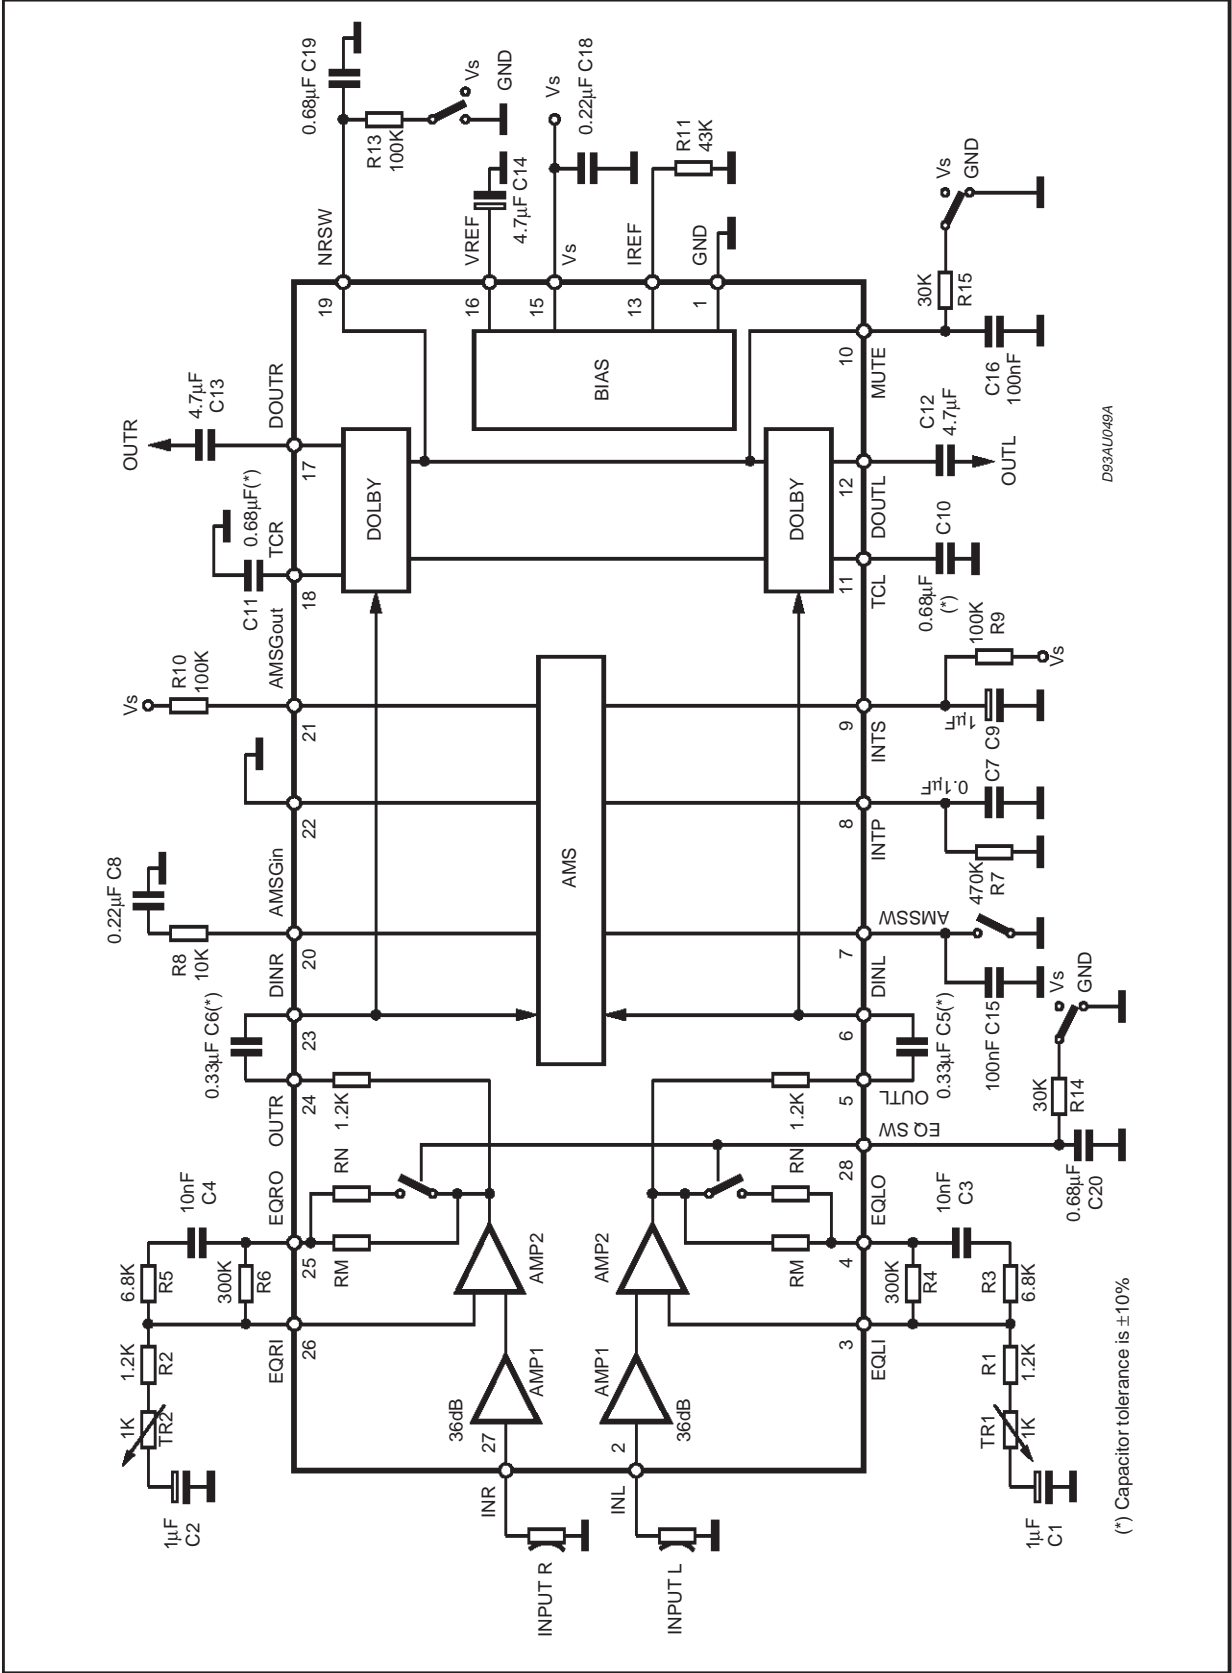 0.68µF C19
R13
100K
Vs
GND
NRSW
19
VREF
16
4.7µF C14
Vs
0.22µF C18
Vs
15
IREF
13
R11
43K
GND
1
BIAS
OUTR
4.7µF
C13
DOUTR
17
C11
0.68µF(*)
TCR
18
DOLBY
Vs
R10
100K
AMSGout
21
22
0.22µF C8
R8
10K
AMSGin
20
DINR
23
0.33µF C6(*)
AMS
OUTR
24
1.2K
10nF
C4
EQRO
25
RN
RM
6.8K
R5
300K
R6
1.2K
R2
EQRI
26
1K
TR2
1µF
C2
AMP2
AMP1
36dB
27
INR
INPUT R
AMP2
AMP1
36dB
2
INL
INPUT L
RN
RM
1.2K
5
OUTL
6
DINL
0.33µF C5(*)
EQ SW
28
30K
R14
Vs
GND
0.68µF
C20
4
EQLO
10nF
C3
300K
R4
R3
6.8K
3
EQLI
R1
1.2K
TR1
1K
1µF
C1
7
AMSSW
100nF C15
8
INTP
470K
R7
0.1µF
C7
9
INTS
1µF
C9
100K
R9
Vs
DOLBY
11
TCL
0.68µF
(*)
C10
12
DOUTL
C12
4.7µF
OUTL
10
MUTE
C16
100nF
30K
R15
Vs
GND
D93AU049A
(*) Capacitor tolerance is ±10%